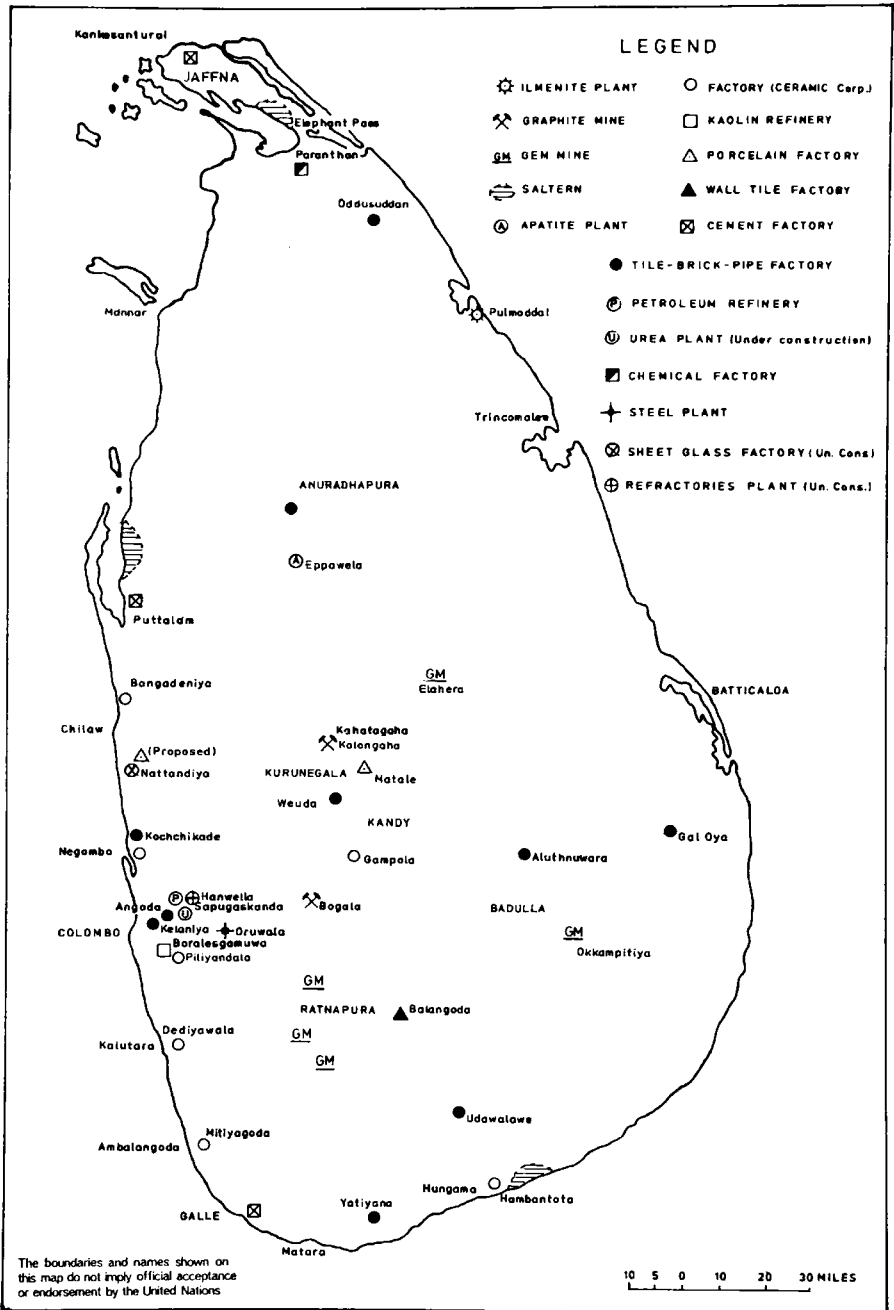 Kankesanturai
JAFFNA
Elephant Pass
Paranthan
Oddusuddan
Mannar
Pulmoddai
Trincomalee
ANURADHAPURA
A Eppawela
Puttalam
GM
Elahera
Bangadeniya
BATTICALOA
Chilaw
(Proposed)
Nattandiya
Kahatagaha
Kolongaha
KURUNEGALA
Natale
Weuda
KANDY
Kochchikade
Negambo
Gampola
Aluthnuwara
Gal Oya
P Hanwella
Angoda U Sapugaskanda
Bogala
BADULLA
COLOMBO
Kelaniya
Oruwala
GM
Okkampitiya
Boralesgamuwa
Piliyandala
GM
RATNAPURA
Balangoda
Dediyawala
Kalutara
GM
GM
Udawalawe
Mitiyagoda
Ambalangoda
Hungama
Hambantota
GALLE
Yatiyana
Matara
LEGEND
ILMENITE PLANT
GRAPHITE MINE
GM GEM MINE
SALTERN
A APATITE PLANT
FACTORY (CERAMIC Corp.)
KAOLIN REFINERY
PORCELAIN FACTORY
WALL TILE FACTORY
CEMENT FACTORY
TILE-BRICK-PIPE FACTORY
P PETROLEUM REFINERY
U UREA PLANT (Under construction)
CHEMICAL FACTORY
STEEL PLANT
SHEET GLASS FACTORY (Un. Cons)
REFRACTORIES PLANT (Un. Cons.)
The boundaries and names shown on
this map do not imply official acceptance
or endorsement by the United Nations
10 5 0 10 20 30 MILES